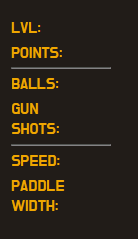 LVL:
POINTS:
BALLS:
GUN
SHOTS:
SPEED:
PADDLE
WIDTH: